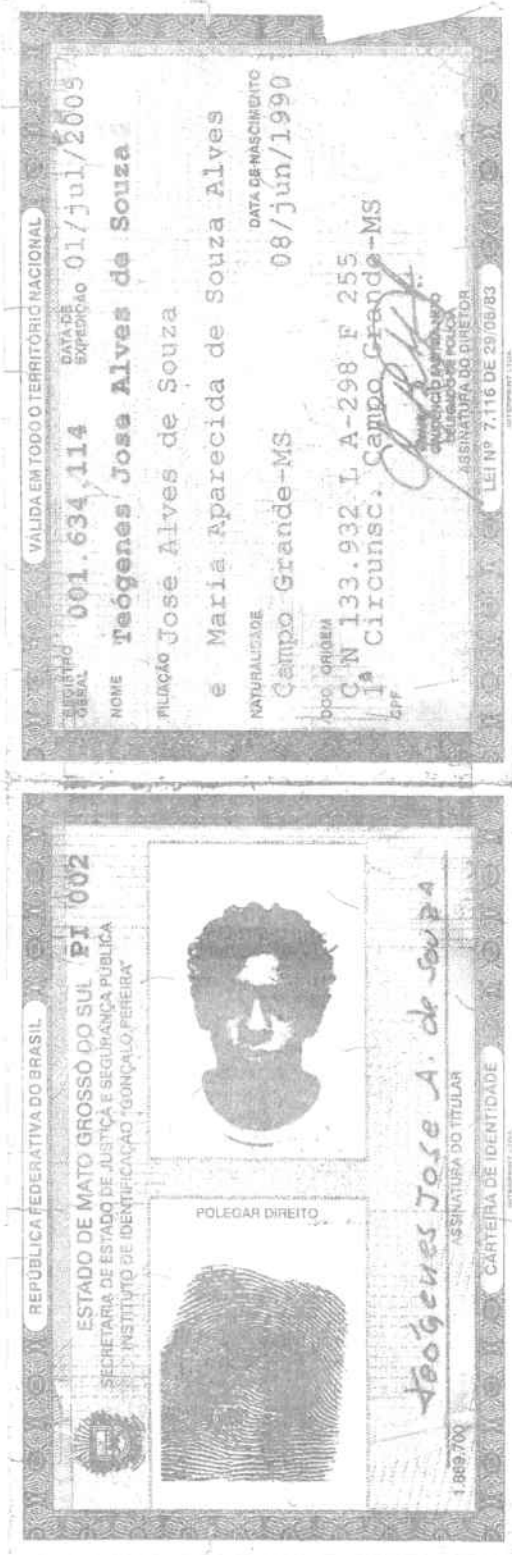 REPÚBLICA FEDERATIVA DO BRASIL
ESTADO DE MATO GROSSO DO SUL PI 002
SECRETARIA DE ESTADO DE JUSTIÇA E SEGURANÇA PÚBLICA
INSTITUTO DE IDENTIFICAÇÃO "GONÇALO PEREIRA"
POLEGAR DIREITO
Teógenes Jose A. de Souza
1.869.700
ASSINATURA DO TITULAR
CARTEIRA DE IDENTIDADE
VÁLIDA EM TODO O TERRITÓRIO NACIONAL
REGISTRO GERAL 001.634.114 DATA DE EXPEDIÇÃO 01/jul/2005
NOME Teógenes Jose Alves de Souza
FILIAÇÃO Jose Alves de Souza
e Maria Aparecida de Souza Alves
NATURALIDADE DATA DE NASCIMENTO
Campo Grande-MS 08/jun/1990
DOC ORIGEM
C N 133.932 L A-298 F 255
1ª Circunsc. Campo Grande-MS
CPF
DELEGADO DE POLÍCIA
ASSINATURA DO DIRETOR
LEI Nº 7.116 DE 29/08/83